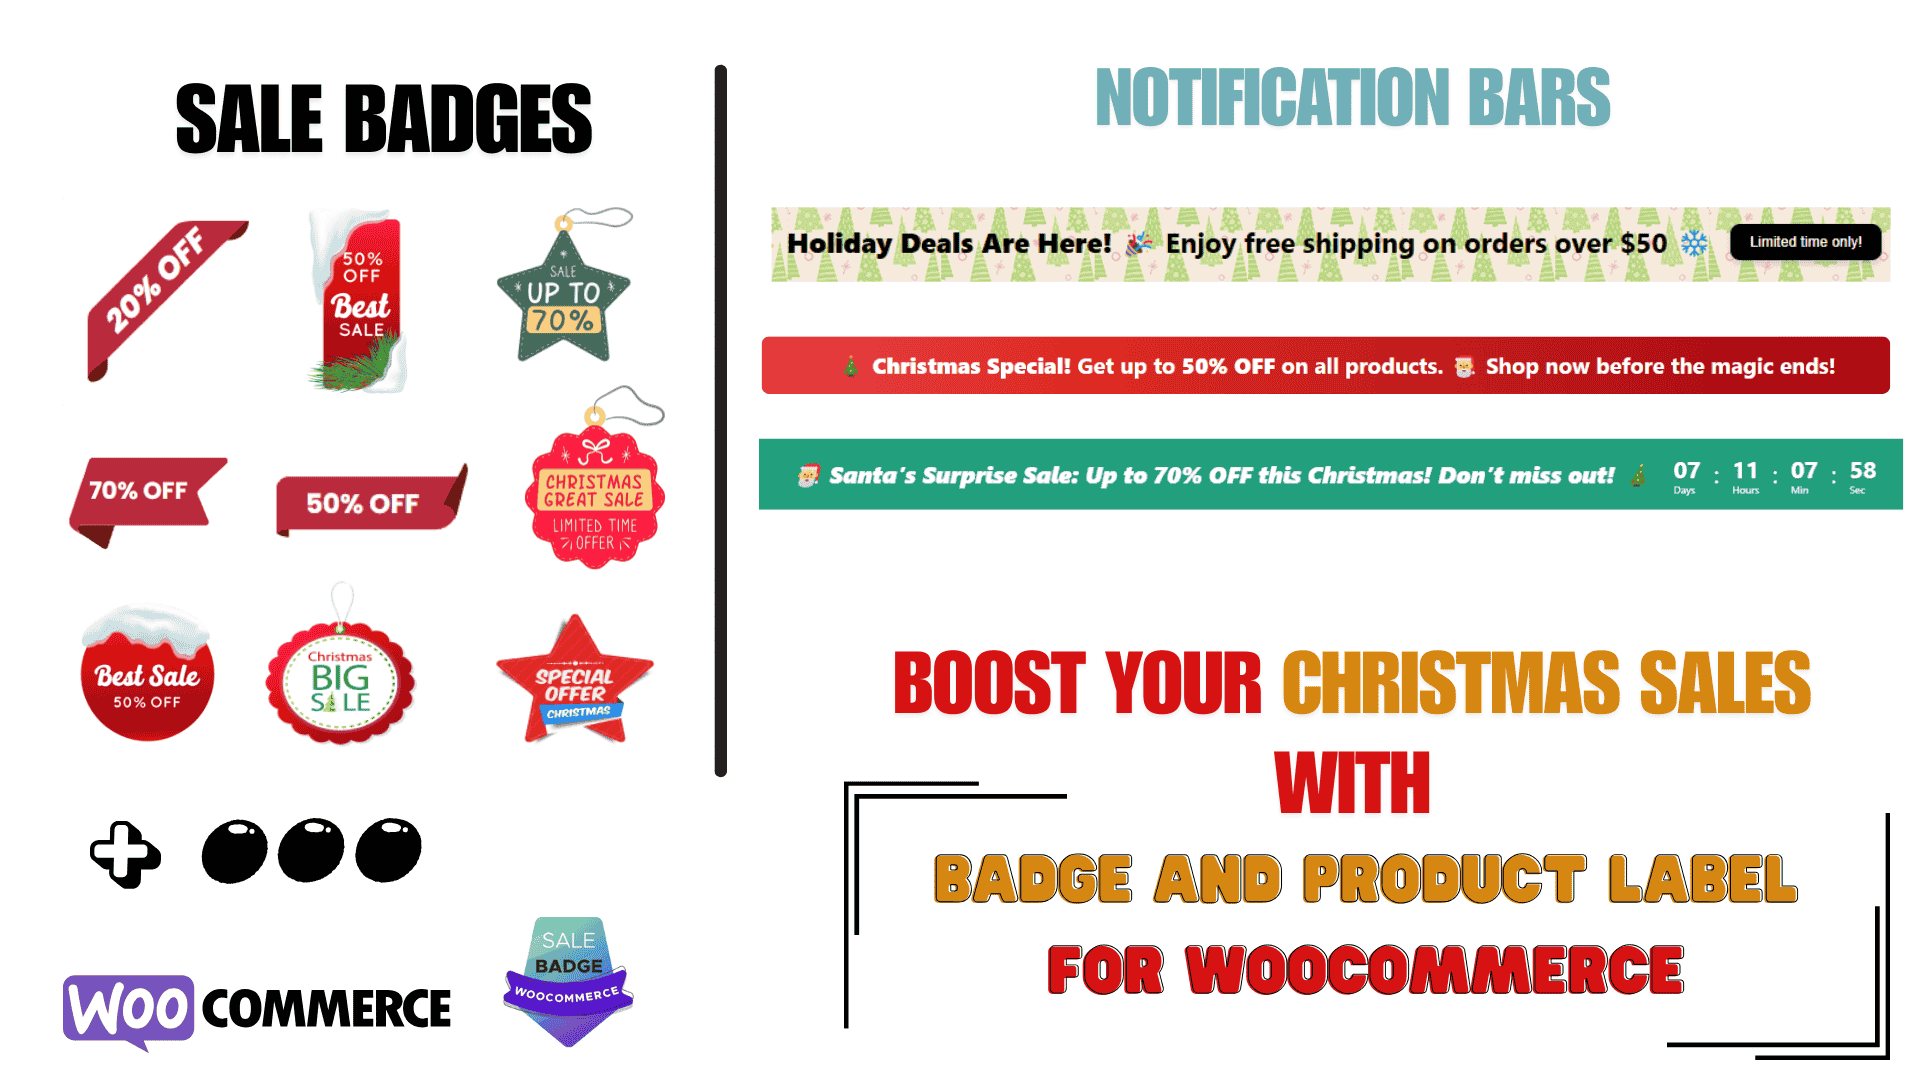 SALE BADGES
20% OFF
50%
OFF
Best
SALE
SALE
UP TO
70%
70% OFF
50% OFF
CHRISTMAS
GREAT SALE
LIMITED TIME
OFFER
Best Sale
50% OFF
Christmas
BIG
SALE
SPECIAL
OFFER
CHRISTMAS
WOO COMMERCE
SALE
BADGE
WOOCOMMERCE
NOTIFICATION BARS
Holiday Deals Are Here! 🎉 Enjoy free shipping on orders over $50 ❄️ Limited time only!
🎄 Christmas Special! Get up to 50% OFF on all products. 🎅 Shop now before the magic ends!
🎅 Santa's Surprise Sale: Up to 70% OFF this Christmas! Don't miss out! 🎄 07 : 11 : 07 : 58
Days Hours Min Sec
BOOST YOUR CHRISTMAS SALES
WITH
BADGE AND PRODUCT LABEL
FOR WOOCOMMERCE